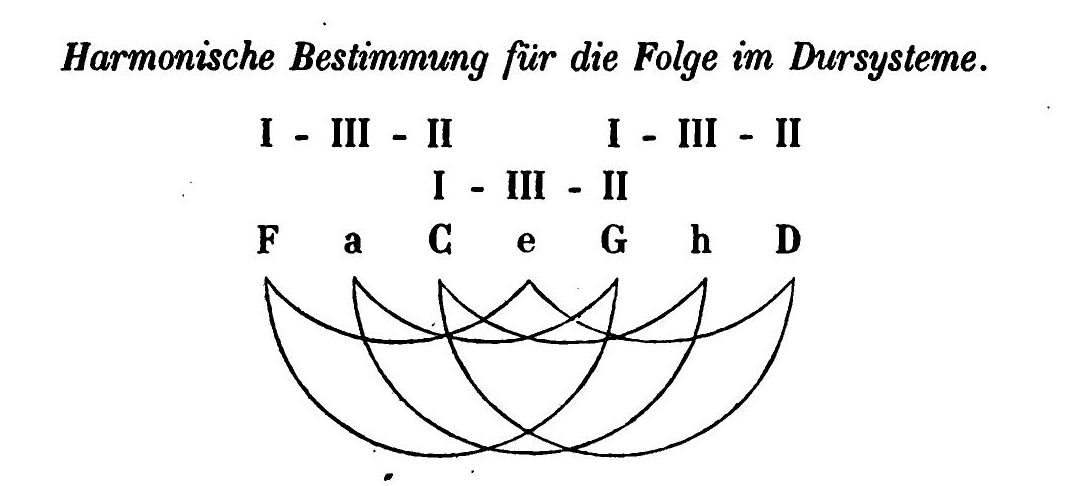 Harmonische Bestimmung für die Folge im Dursysteme.
I - III - II I - III - II
I - III - II
F a C e G h D